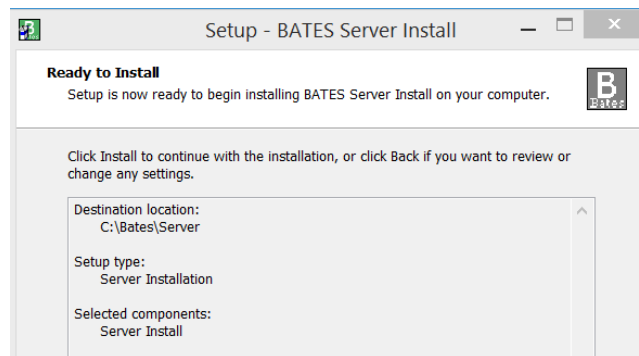 Setup - BATES Server Install
Ready to Install
Setup is now ready to begin installing BATES Server Install on your computer.
B
Bates
Click Install to continue with the installation, or click Back if you want to review or
change any settings.
Destination location:
C:\Bates\Server
Setup type:
Server Installation
Selected components:
Server Install